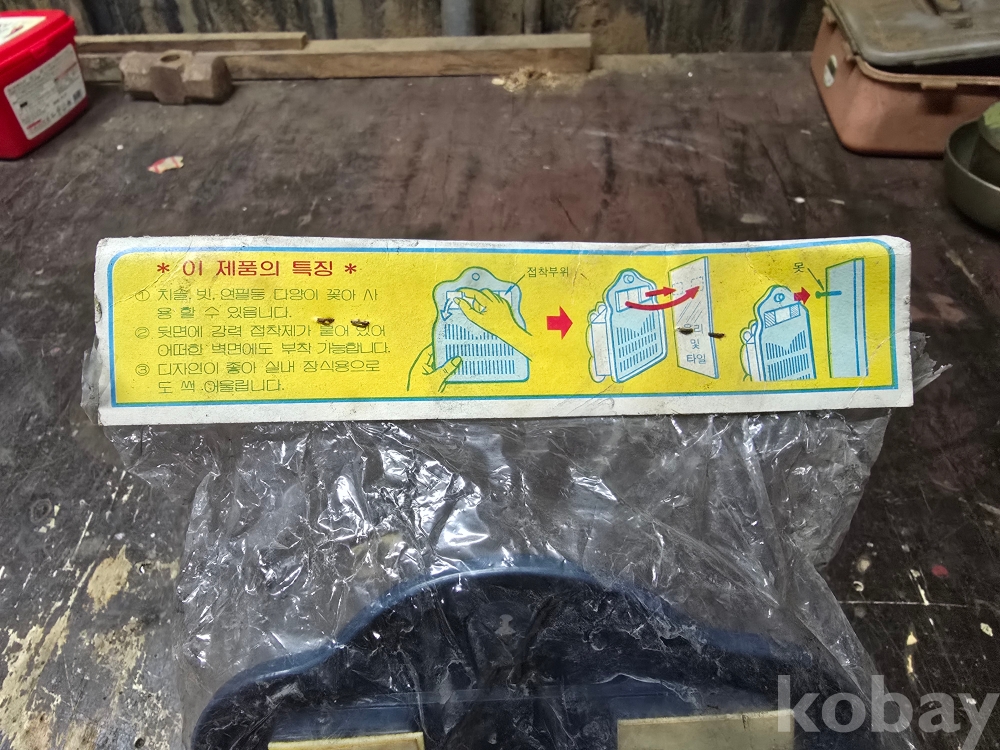 * 이 제품의 특징 *
① 치솔, 빗, 연필등 다양이 꽂아 사
용 할 수 있읍니다.
② 뒷면에 강력 접착제가 붙어 있어
어떠한 벽면에도 부착 가능합니다.
③ 디자인이 좋아 실내 장식용으로
도 썩 어울립니다.
접착부위
유리
및
타일
못
kobay